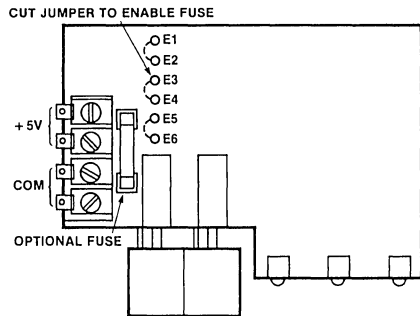 CUT JUMPER TO ENABLE FUSE
E1
E2
E3
E4
E5
E6
+5V
COM
OPTIONAL FUSE